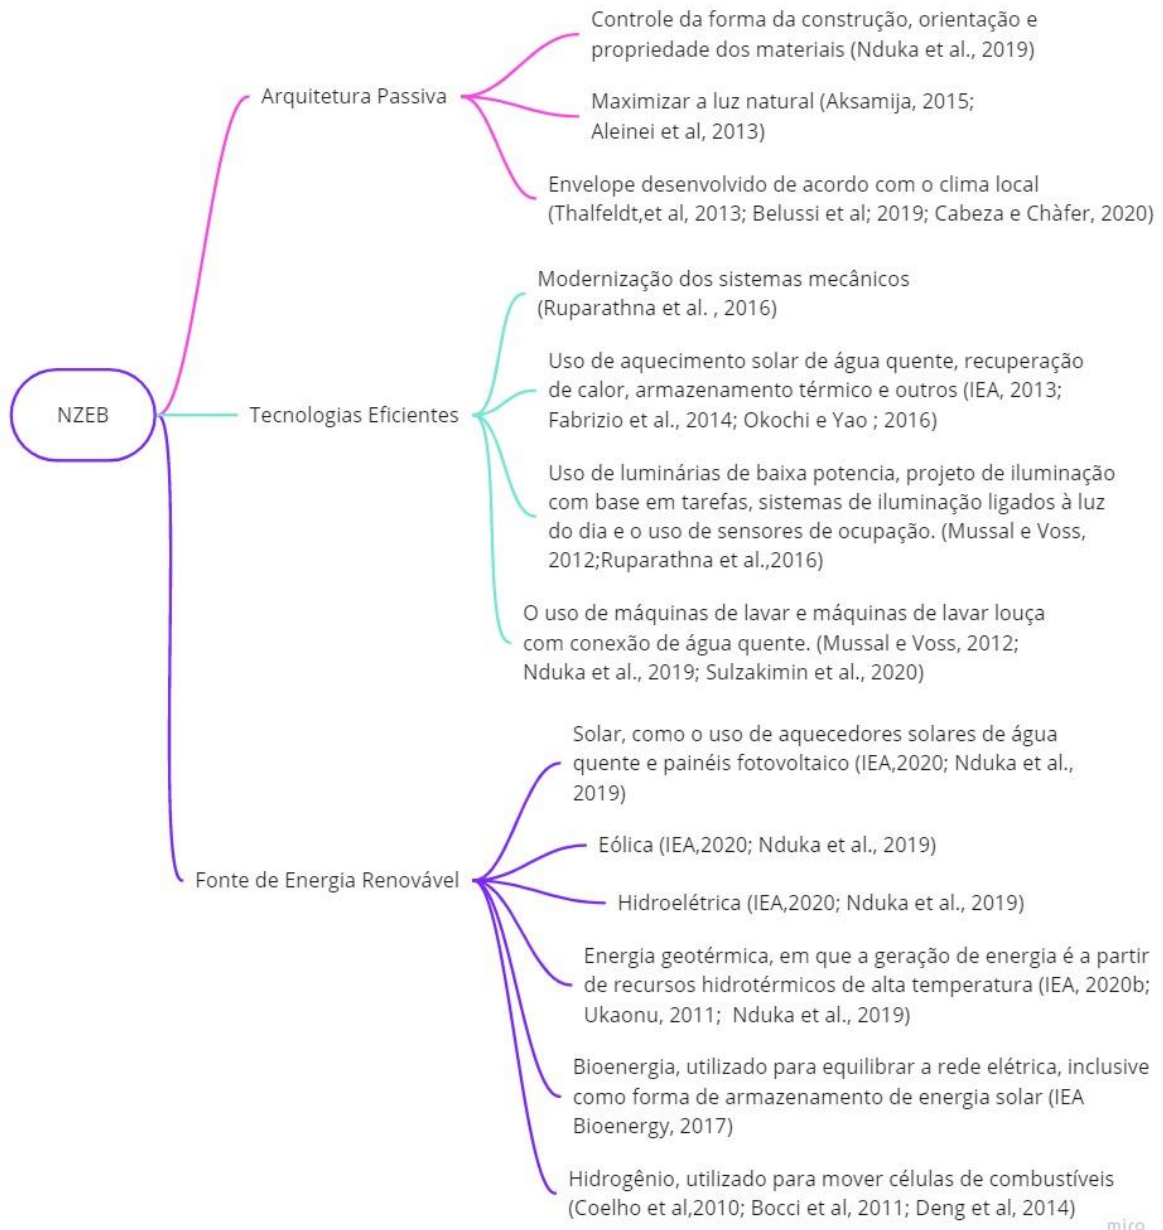 Controle da forma da construção, orientação e
propriedade dos materiais (Nduka et al., 2019)
Arquitetura Passiva
Maximizar a luz natural (Aksamija, 2015;
Aleinei et al, 2013)
Envelope desenvolvido de acordo com o clima local
(Thalfeldt,et al, 2013; Belussi et al; 2019; Cabeza e Chàfer, 2020)
Modernização dos sistemas mecânicos
(Ruparathna et al. , 2016)
Uso de aquecimento solar de água quente, recuperação
de calor, armazenamento térmico e outros (IEA, 2013;
Fabrizio et al., 2014; Okochi e Yao ; 2016)
NZEB
Tecnologias Eficientes
Uso de luminárias de baixa potencia, projeto de iluminação
com base em tarefas, sistemas de iluminação ligados à luz
do dia e o uso de sensores de ocupação. (Mussal e Voss,
2012;Ruparathna et al.,2016)
O uso de máquinas de lavar e máquinas de lavar louça
com conexão de água quente. (Mussal e Voss, 2012;
Nduka et al., 2019; Sulzakimin et al., 2020)
Solar, como o uso de aquecedores solares de água
quente e painéis fotovoltaico (IEA,2020; Nduka et al.,
2019)
Eólica (IEA,2020; Nduka et al., 2019)
Fonte de Energia Renovável
Hidroelétrica (IEA,2020; Nduka et al., 2019)
Energia geotérmica, em que a geração de energia é a partir
de recursos hidrotérmicos de alta temperatura (IEA, 2020b;
Ukaonu, 2011;  Nduka et al., 2019)
Bioenergia, utilizado para equilibrar a rede elétrica, inclusive
como forma de armazenamento de energia solar (IEA
Bioenergy, 2017)
Hidrogênio, utilizado para mover células de combustíveis
(Coelho et al,2010; Bocci et al, 2011; Deng et al, 2014)
miro